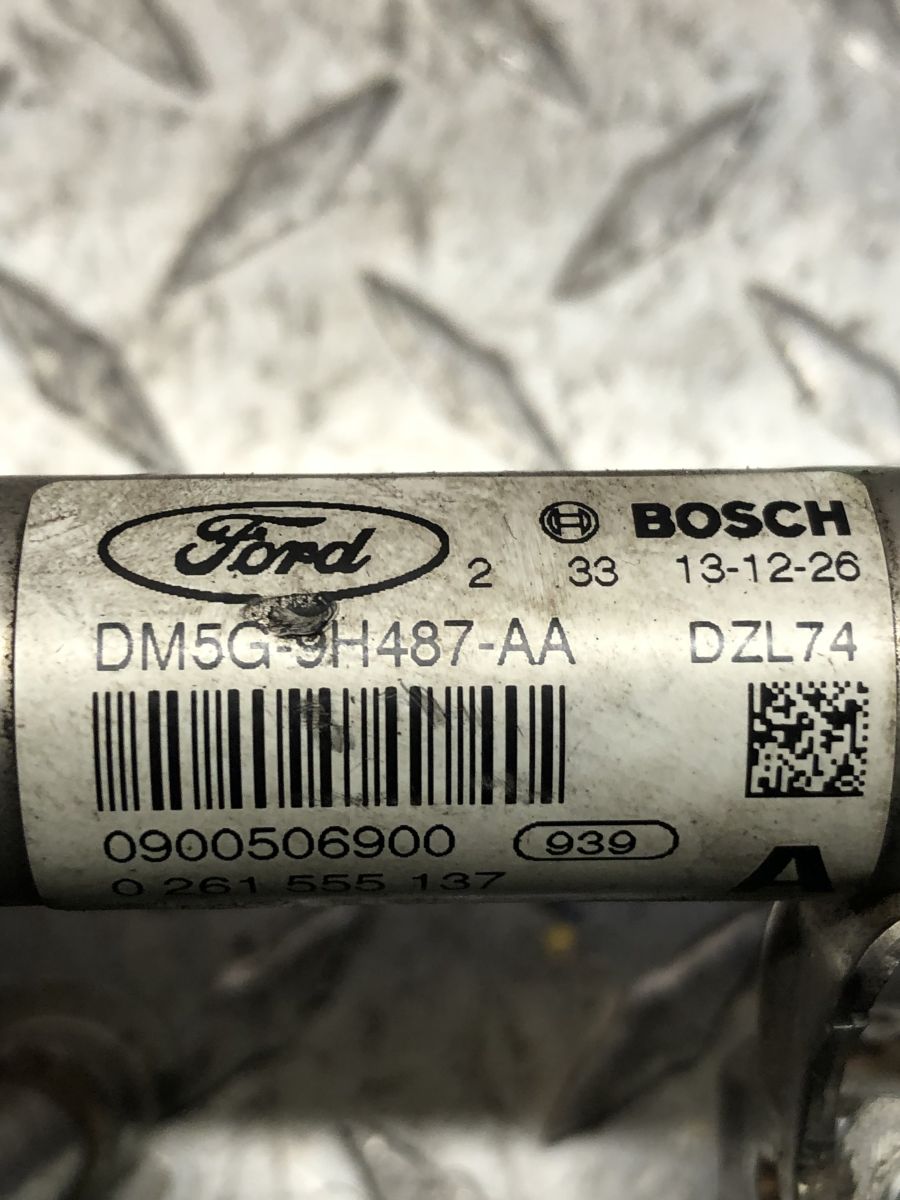 Ford 2 BOSCH
33 13-12-26
DM5G-9H487-AA DZL74
0900506900 939
0 261 555 137 A